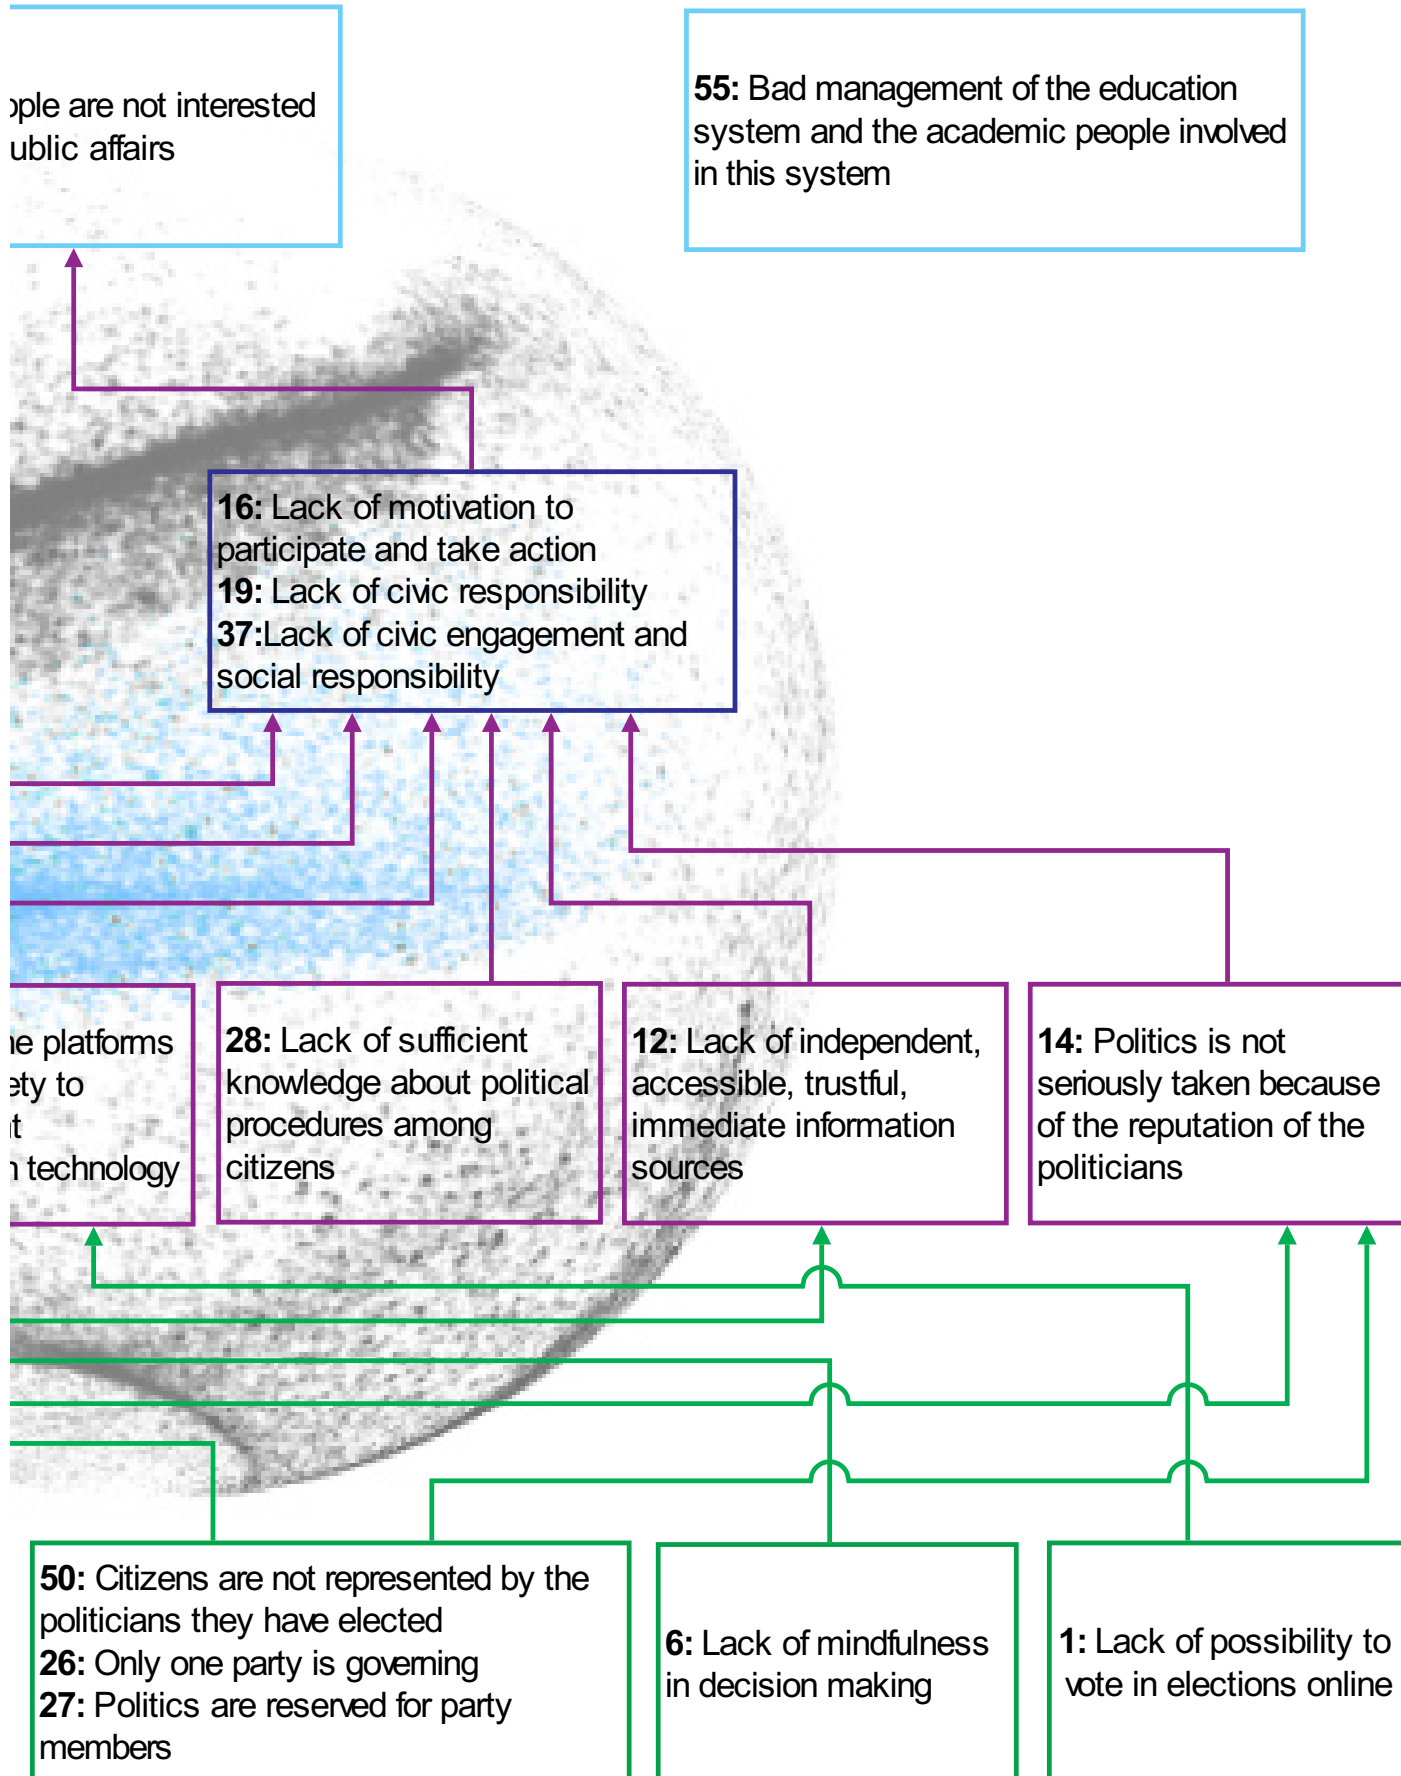 are not interested
affairs
55: Bad management of the education
system and the academic people involved
in this system
16: Lack of motivation to
participate and take action
19: Lack of civic responsibility
37:Lack of civic engagement and
social responsibility
platforms
to
technology
28: Lack of sufficient
knowledge about political
procedures among
citizens
12: Lack of independent,
accessible, trustful,
immediate information
sources
14: Politics is not
seriously taken because
of the reputation of the
politicians
50: Citizens are not represented by the
politicians they have elected
26: Only one party is governing
27: Politics are reserved for party
members
6: Lack of mindfulness
in decision making
1: Lack of possibility to
vote in elections online